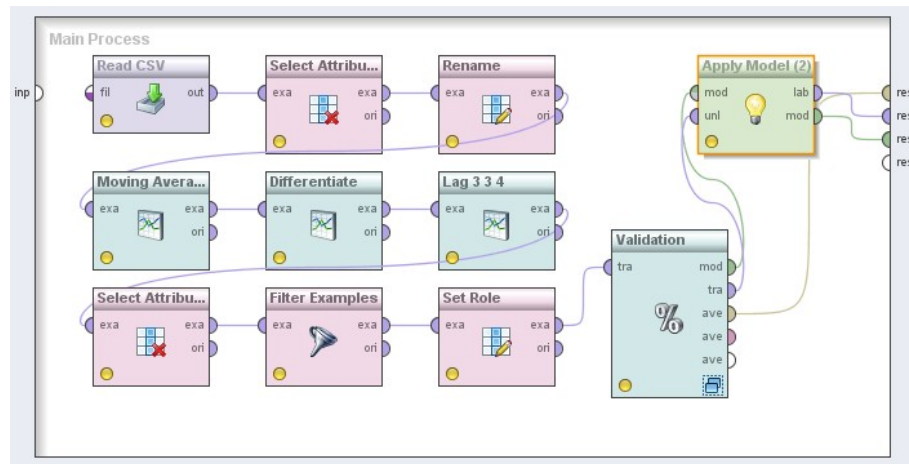 Main Process
Read CSV
Select Attribu...
Rename
Apply Model (2)
inp
fil
out
exa
exa
ori
exa
exa
ori
mod
lab
unl
mod
res
res
res
res
Moving Avera...
Differentiate
Lag 3 3 4
exa
exa
ori
exa
exa
ori
exa
exa
ori
Validation
tra
mod
tra
ave
ave
ave
%
Select Attribu...
Filter Examples
Set Role
exa
exa
ori
exa
exa
ori
exa
exa
ori